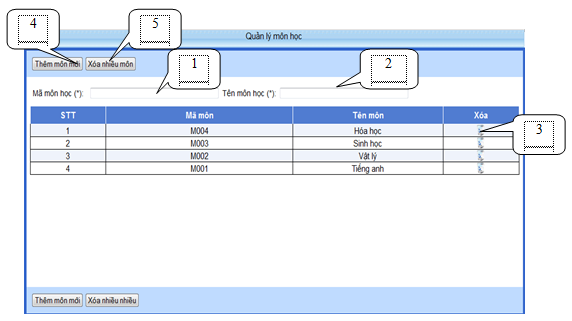 4
5
Quản lý môn học
Thêm môn mới Xóa nhiều môn
1
2
Mã môn học (*): Tên môn học (*):
STT Mã môn Tên môn Xóa
1 M004 Hóa học
3
2 M003 Sinh học
3 M002 Vật lý
4 M001 Tiếng anh
Thêm môn mới Xóa nhiều nhiều